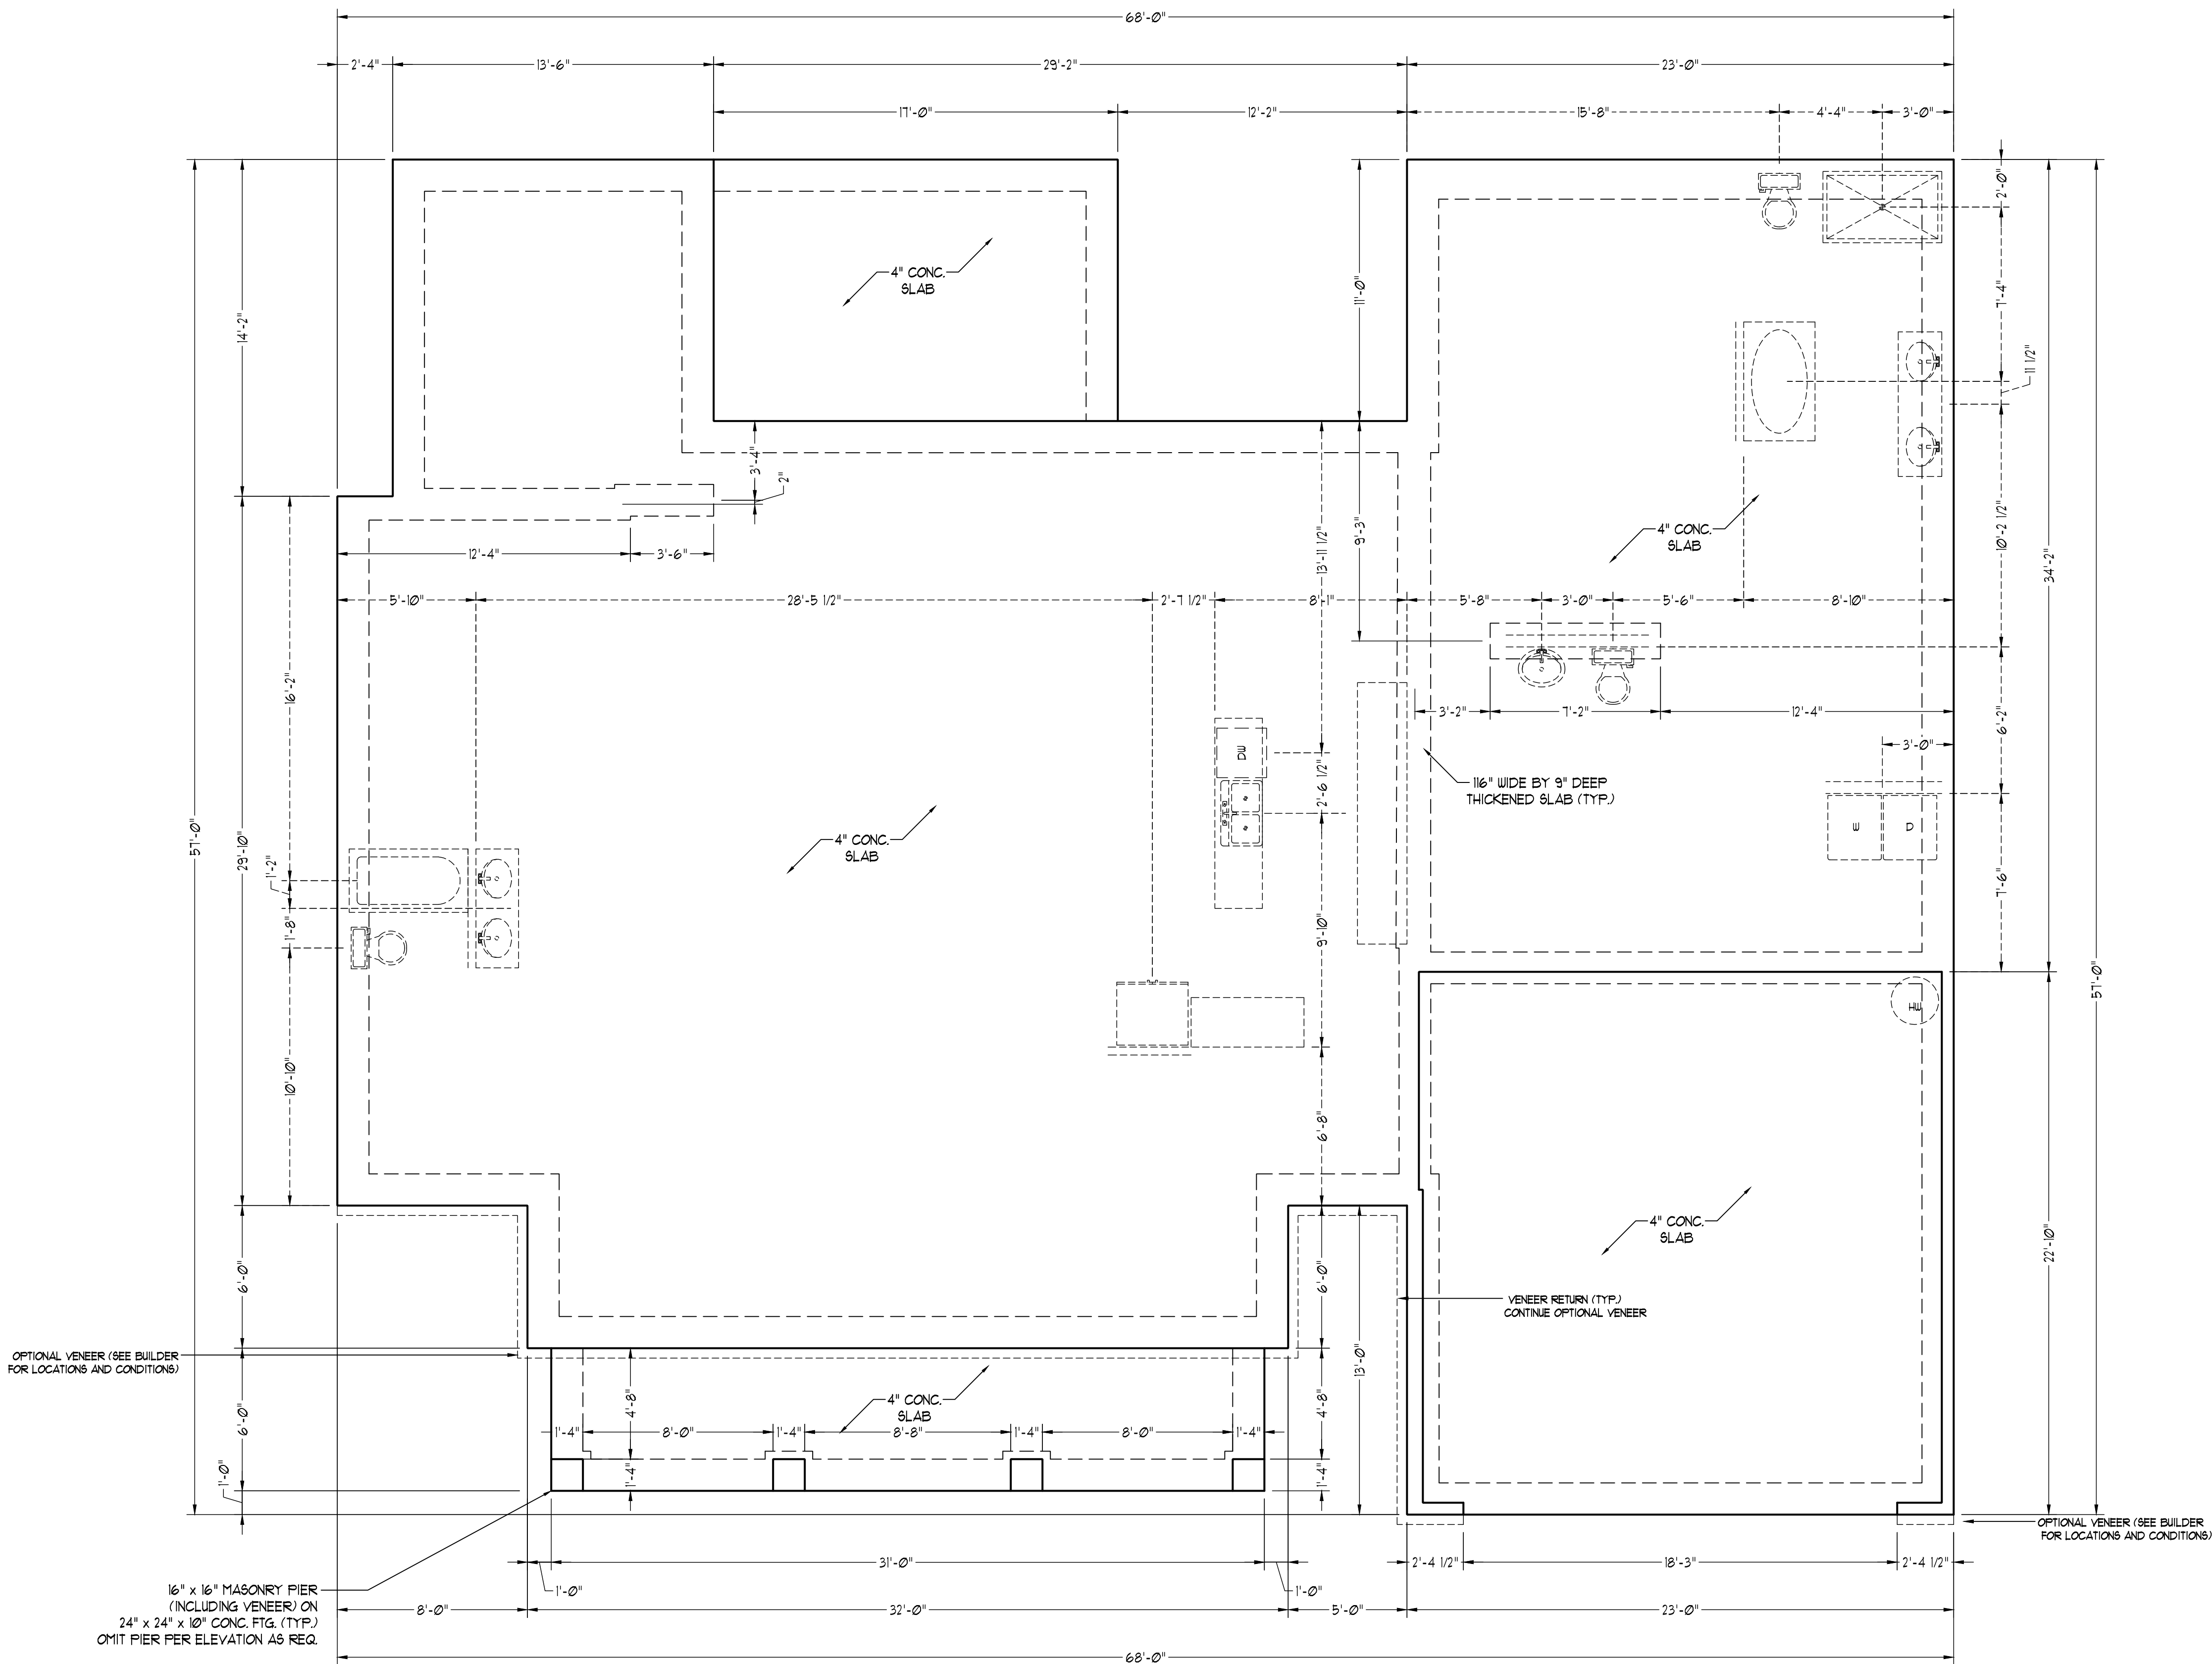 68'-0"
2'-4"
13'-6"
29'-2"
23'-0"
17'-0"
12'-2"
15'-8"
4'-4"
3'-0"
2'-0"
14'-2"
4" CONC.
SLAB
11'-0"
7'-4"
11 1/2"
3'-4"
2"
12'-4"
3'-6"
13'-11 1/2"
9'-3"
4" CONC.
SLAB
10'-2 1/2"
34'-2"
5'-10"
28'-5 1/2"
2'-7 1/2"
8'-1"
5'-8"
3'-0"
5'-6"
8'-10"
16'-2"
3'-2"
7'-2"
12'-4"
6'-2"
3'-0"
DW
2'-6 1/2"
116" WIDE BY 9" DEEP
THICKENED SLAB (TYP.)
57'-0"
29'-10"
4" CONC.
SLAB
W
D
1'-2"
1'-8"
9'-10"
7'-6"
57'-0"
HW
10'-10"
6'-8"
4" CONC.
SLAB
22'-10"
6'-0"
6'-0"
VENEER RETURN (TYP.)
CONTINUE OPTIONAL VENEER
OPTIONAL VENEER (SEE BUILDER
FOR LOCATIONS AND CONDITIONS)
13'-0"
4" CONC.
SLAB
6'-0"
4'-8"
4'-8"
1'-4"
8'-0"
1'-4"
8'-8"
1'-4"
8'-0"
1'-4"
1'-0"
1'-4"
1'-4"
OPTIONAL VENEER (SEE BUILDER
FOR LOCATIONS AND CONDITIONS)
31'-0"
2'-4 1/2"
18'-3"
2'-4 1/2"
1'-0"
1'-0"
16" x 16" MASONRY PIER
(INCLUDING VENEER) ON
24" x 24" x 10" CONC. FTG. (TYP.)
OMIT PIER PER ELEVATION AS REQ.
8'-0"
32'-0"
5'-0"
23'-0"
68'-0"